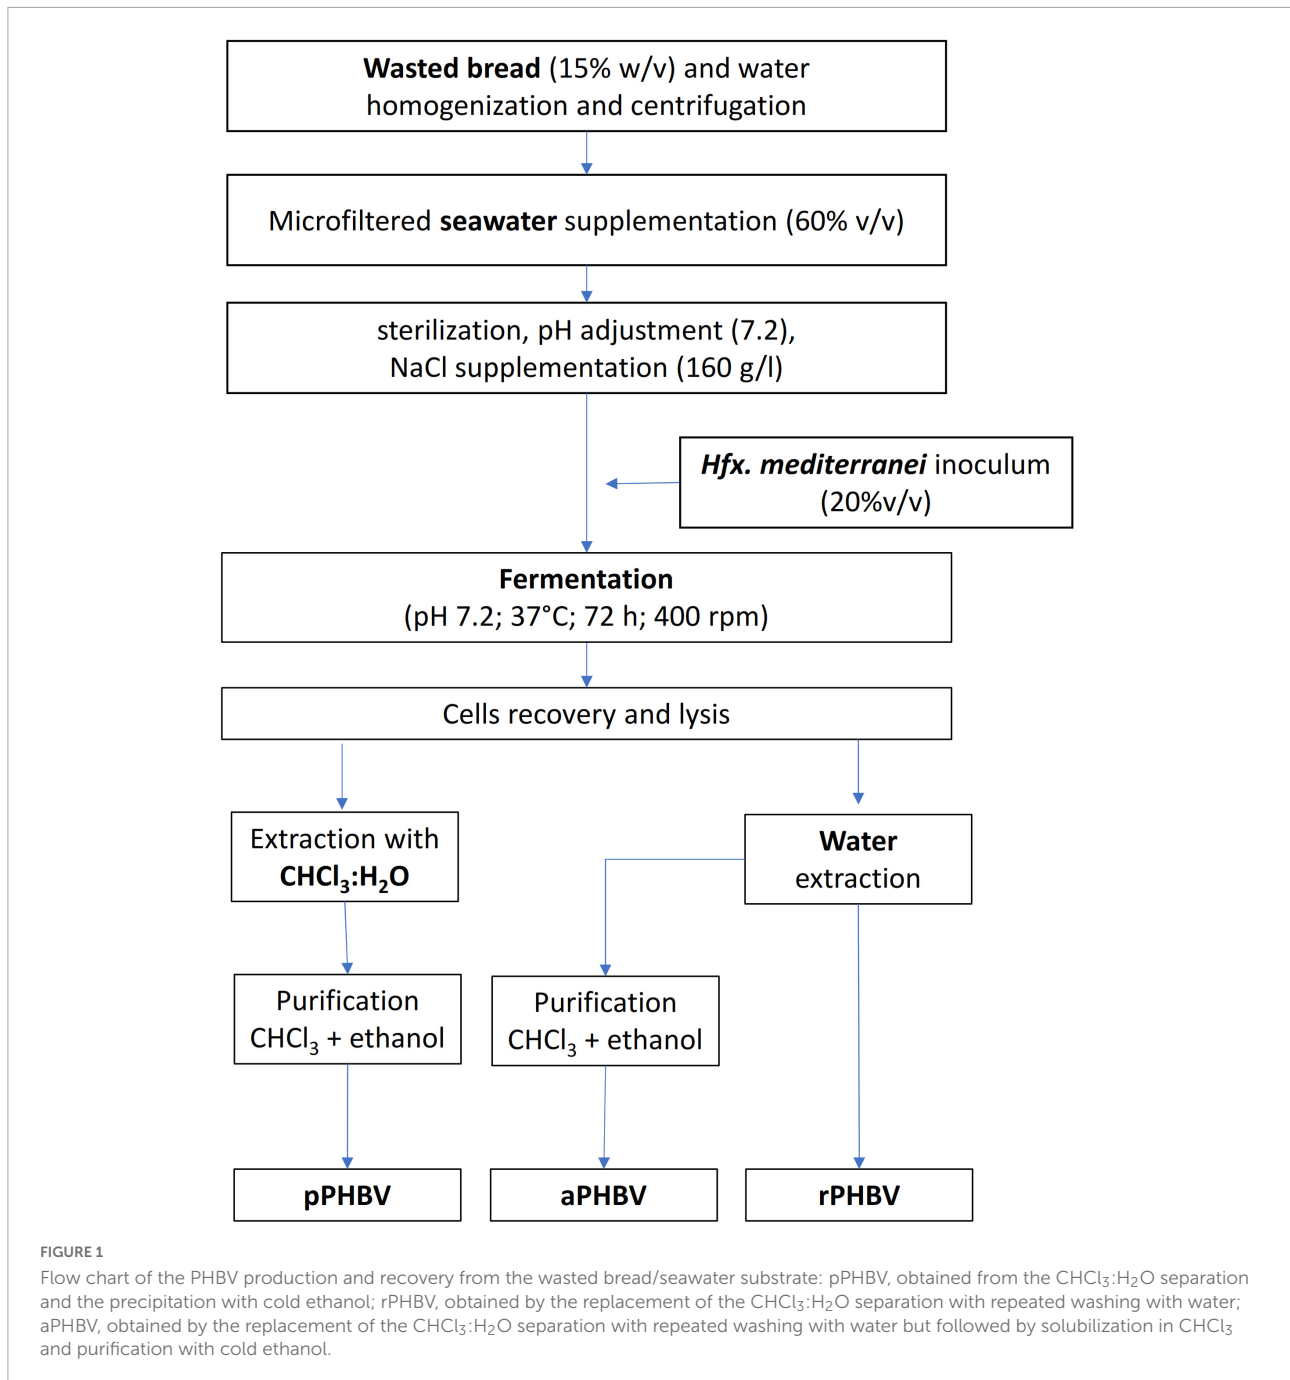 Wasted bread (15% w/v) and water
homogenization and centrifugation
Microfiltered seawater supplementation (60% v/v)
sterilization, pH adjustment (7.2),
NaCl supplementation (160 g/l)
Hfx. mediterranei inoculum
(20%v/v)
Fermentation
(pH 7.2; 37°C; 72 h; 400 rpm)
Cells recovery and lysis
Extraction with
CHCl₃:H₂O
Water
extraction
Purification
CHCl₃ + ethanol
Purification
CHCl₃ + ethanol
pPHBV
aPHBV
rPHBV
FIGURE 1
Flow chart of the PHBV production and recovery from the wasted bread/seawater substrate: pPHBV, obtained from the CHCl₃:H₂O separation
and the precipitation with cold ethanol; rPHBV, obtained by the replacement of the CHCl₃:H₂O separation with repeated washing with water;
aPHBV, obtained by the replacement of the CHCl₃:H₂O separation with repeated washing with water but followed by solubilization in CHCl₃
and purification with cold ethanol.